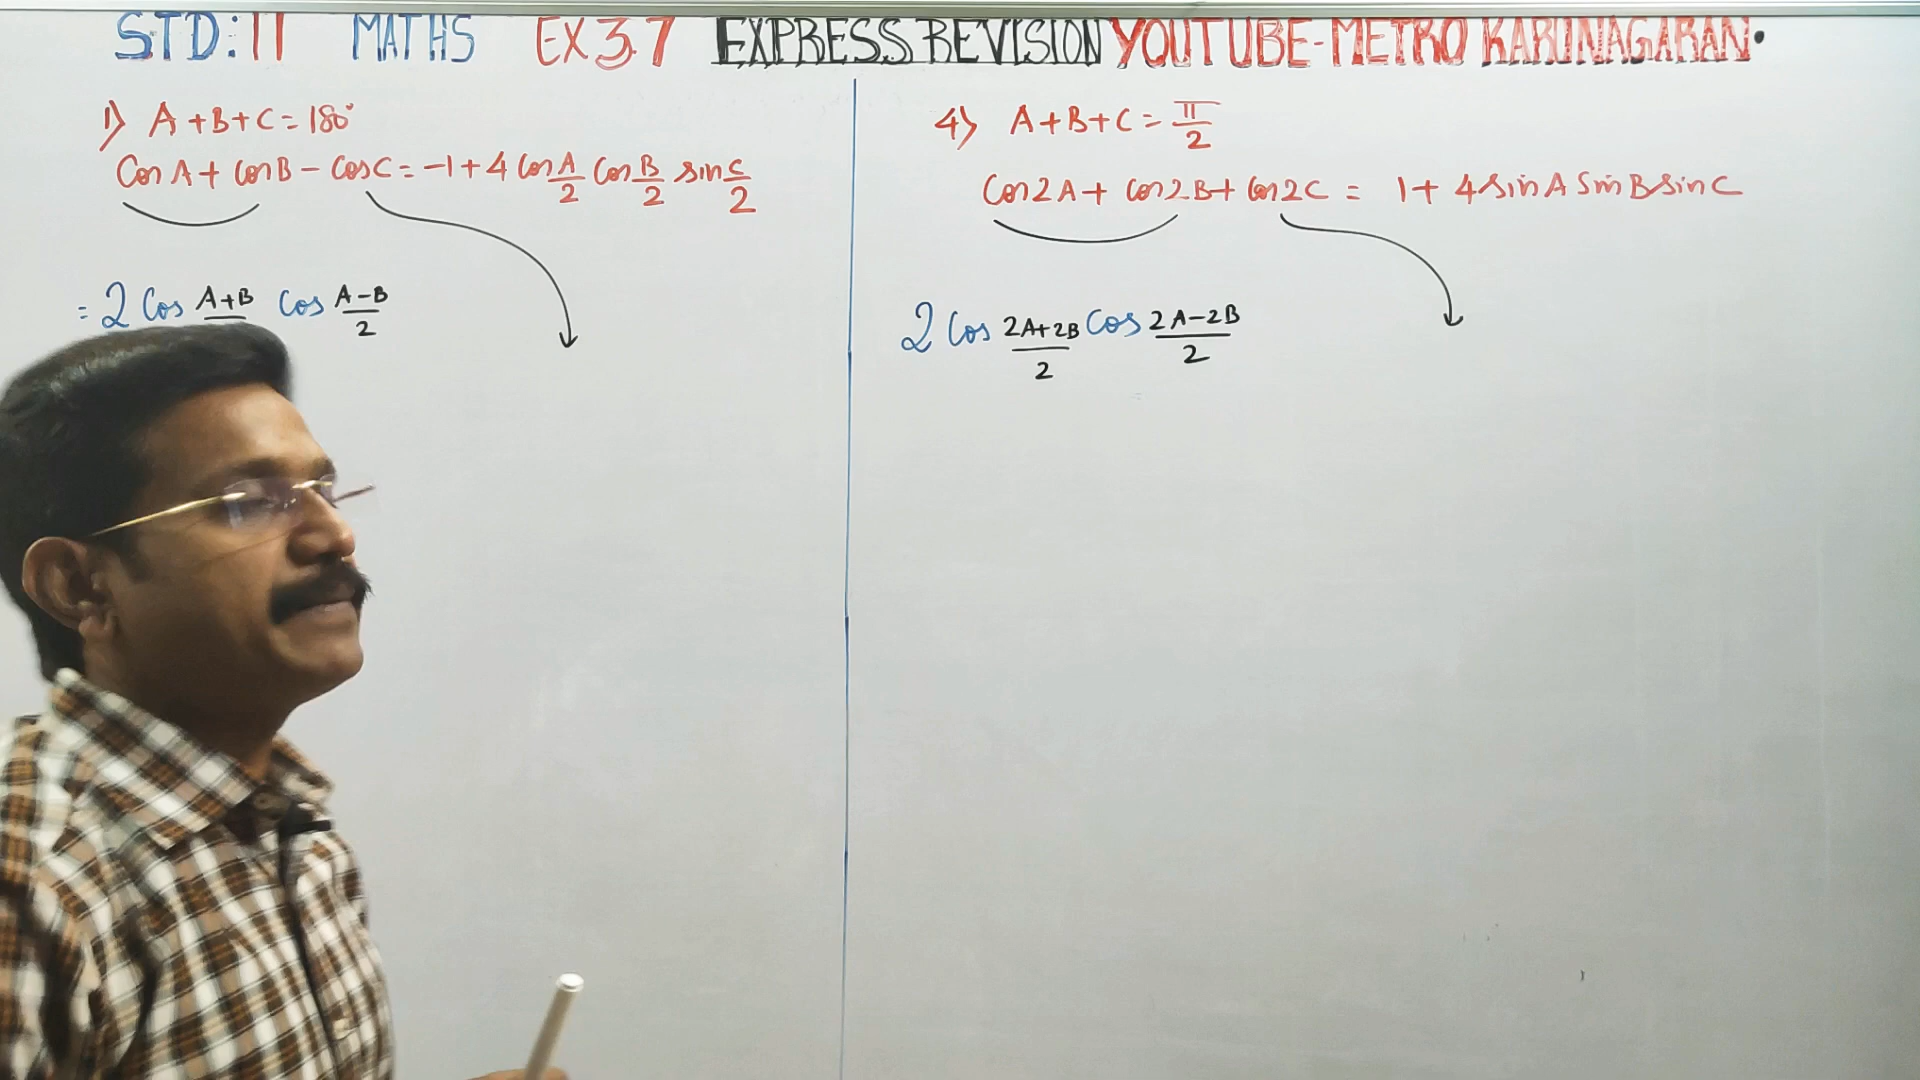 STD:11 MATHS EX 3.7 EXPRESS REVISION YOUTUBE-METRO KARUNAGARAN.
1) A+B+C=180°
Cos A + Cos B - Cos C = -1 + 4 Cos A/2 Cos B/2 sin C/2
= 2 Cos A+B Cos A-B/2
4) A+B+C = π/2
Cos 2A + Cos 2B + Cos 2C = 1 + 4 sin A Sin B sin C
2 Cos 2A+2B/2 Cos 2A-2B/2